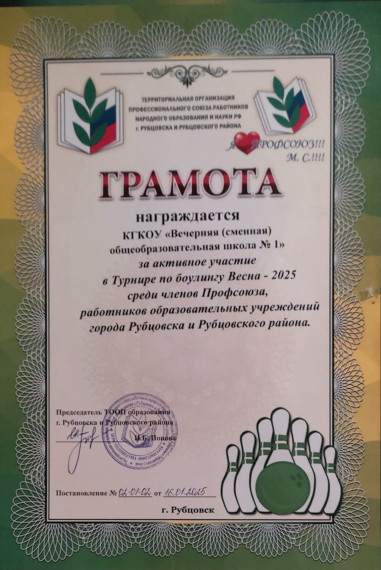 ТЕРРИТОРИАЛЬНАЯ ОРГАНИЗАЦИЯ
ПРОФЕССИОНАЛЬНОГО СОЮЗА РАБОТНИКОВ
НАРОДНОГО ОБРАЗОВАНИЯ И НАУКИ РФ
г. РУБЦОВСКА И РУБЦОВСКОГО РАЙОНА
Я ПРОФСОЮЗ!!!
М. С.!!!!
ГРАМОТА
награждается
КГКОУ «Вечерняя (сменная)
общеобразовательная школа № 1»
за активное участие
в Турнире по боулингу Весна - 2025
среди членов Профсоюза,
работников образовательных учреждений
города Рубцовска и Рубцовского района.
Председатель ТООП образования
г. Рубцовска и Рубцовского района
Постановление № от
г. Рубцовск